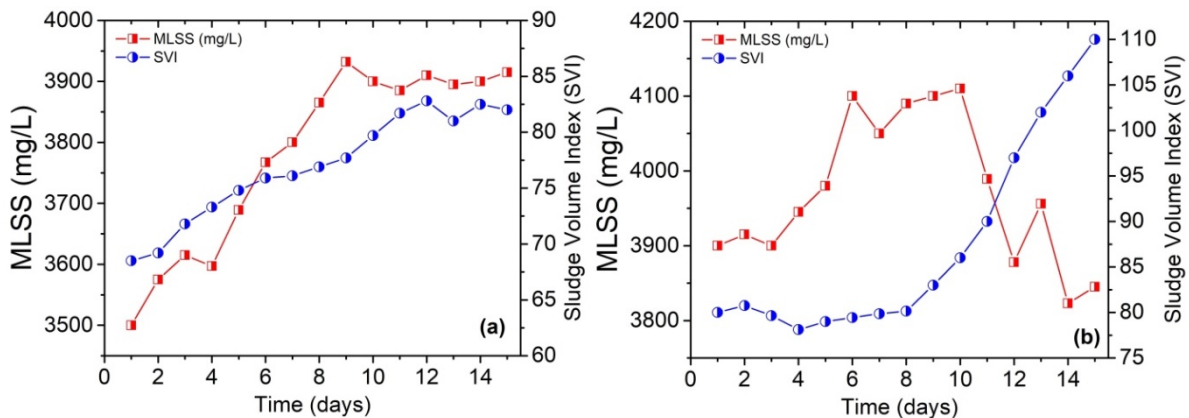 4000
3900
3800
3700
3600
3500
MLSS (mg/L)
MLSS (mg/L)
SVI
90
85
80
75
70
65
60
Sludge Volume Index (SVI)
(a)
0 2 4 6 8 10 12 14
Time (days)
4200
4100
4000
3900
3800
MLSS (mg/L)
MLSS (mg/L)
SVI
110
105
100
95
90
85
80
75
Sludge Volume Index (SVI)
(b)
0 2 4 6 8 10 12 14
Time (days)